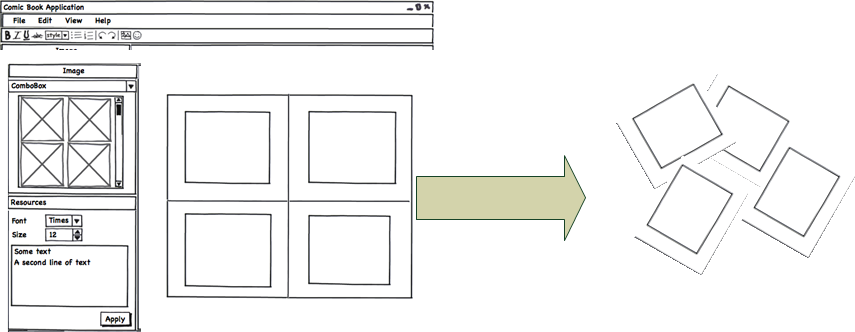 Comic Book Application
File Edit View Help
B I U abc style
Image
ComboBox
Resources
Font Times
Size 12
Some text
A second line of text
Apply